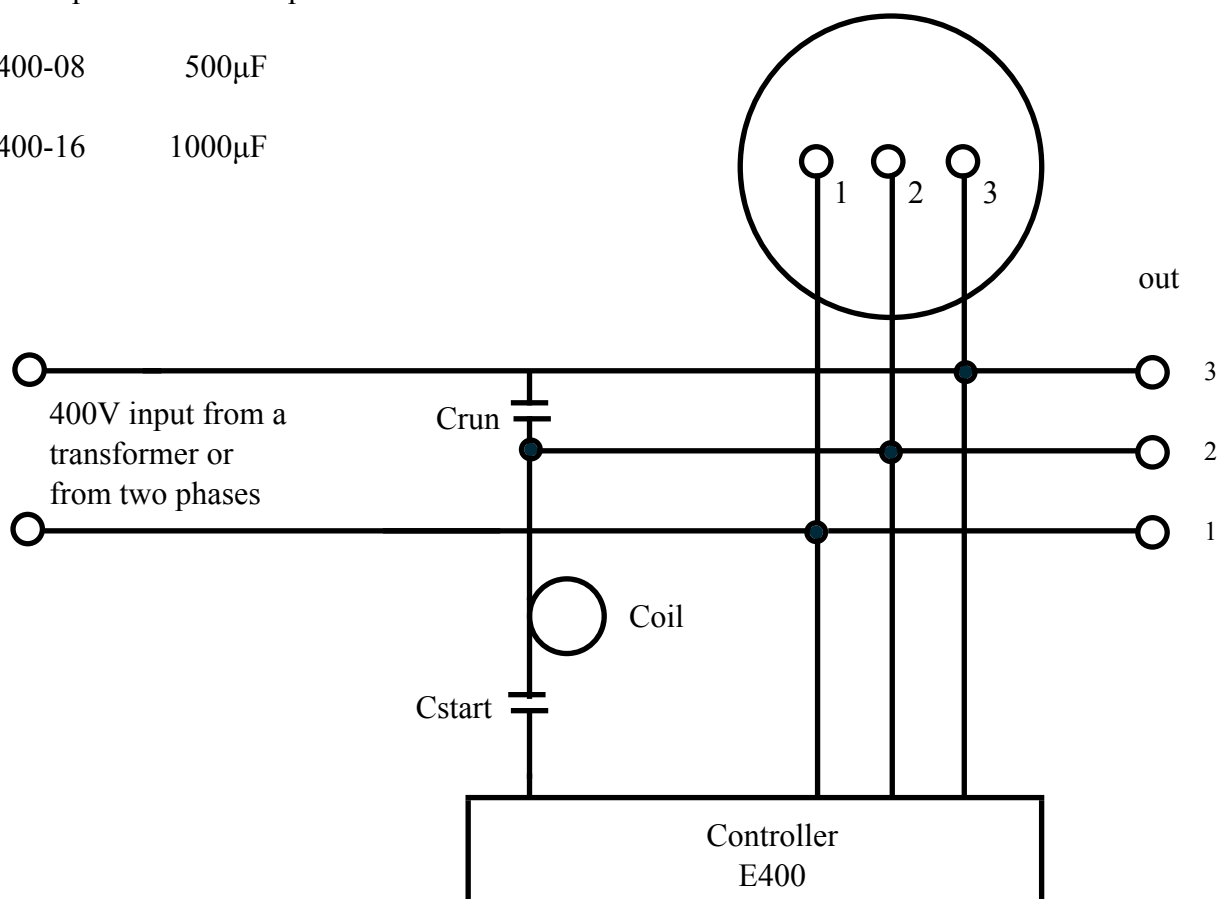 400-08 500μF
400-16 1000μF
1 2 3
out
3
400V input from a
transformer or
from two phases
Crun
2
1
Coil
Cstart
Controller
E400